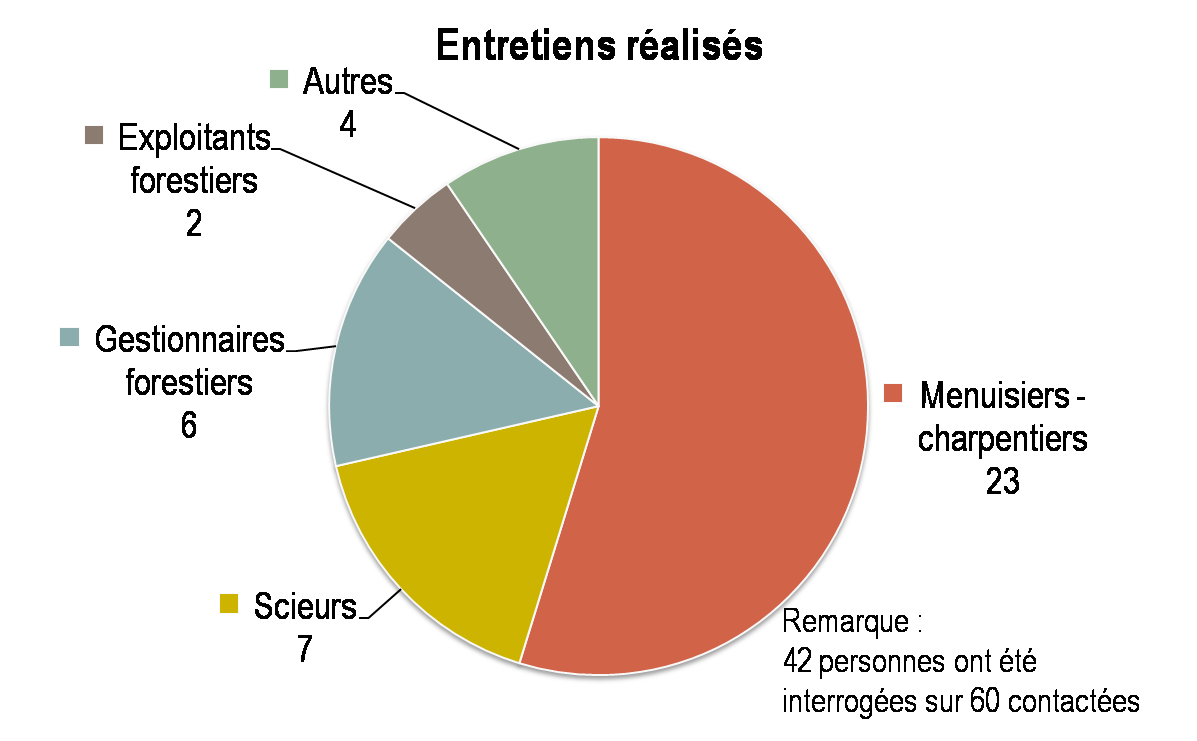 Entretiens réalisés
Autres
4
Exploitants
forestiers
2
Gestionnaires
forestiers
6
Menuisiers -
charpentiers
23
Scieurs
7
Remarque :
42 personnes ont été
interrogées sur 60 contactées